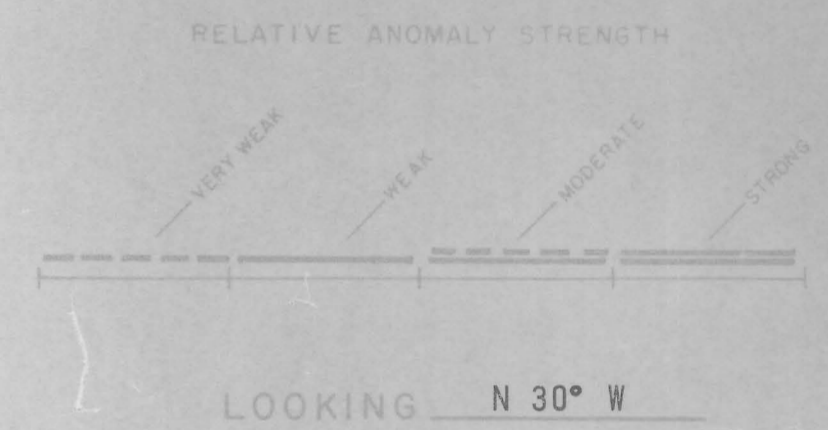 RELATIVE ANOMALY STRENGTH
VERY WEAK
WEAK
MODERATE
STRONG
LOOKING N 30° W